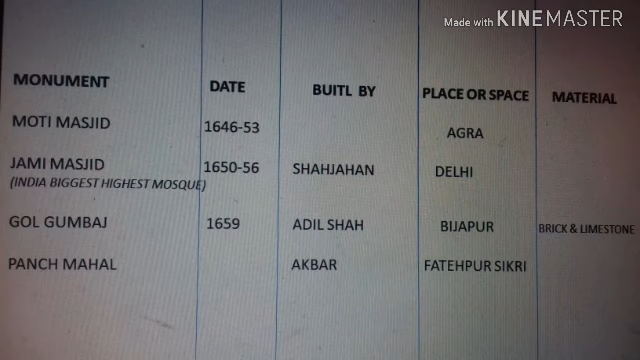 Made with KINEMASTER
MONUMENT DATE BUITL BY PLACE OR SPACE MATERIAL
MOTI MASJID 1646-53 AGRA
JAMI MASJID 1650-56 SHAHJAHAN DELHI
(INDIA BIGGEST HIGHEST MOSQUE)
GOL GUMBAJ 1659 ADIL SHAH BIJAPUR BRICK & LIMESTONE
PANCH MAHAL AKBAR FATEHPUR SIKRI